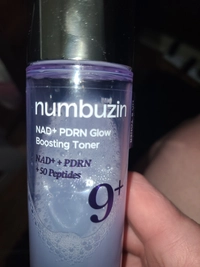 numbuzin
NAD+ PDRN Glow
Boosting Toner
NAD+ + PDRN
+ 50 Peptides
9+